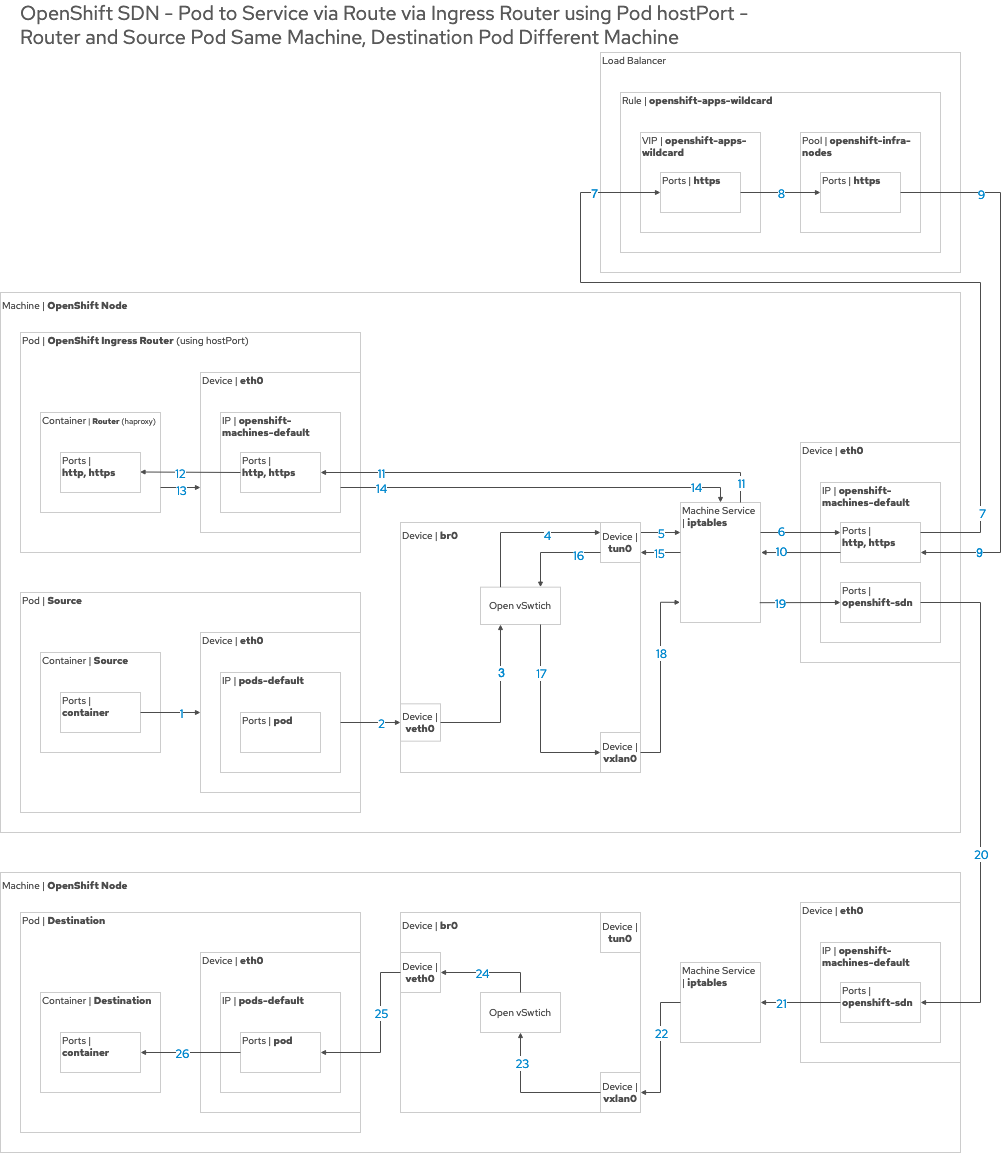 OpenShift SDN - Pod to Service via Route via Ingress Router using Pod hostPort -
Router and Source Pod Same Machine, Destination Pod Different Machine
Load Balancer
Rule | openshift-apps-wildcard
VIP | openshift-apps-
wildcard
Pool | openshift-infra-
nodes
Ports | https
Ports | https
7
8
9
Machine | OpenShift Node
Pod | OpenShift Ingress Router (using hostPort)
Device | eth0
Container | Router (haproxy)
IP | openshift-
machines-default
Ports |
http, https
Ports |
http, https
12
13
11
14
14
11
Device | eth0
IP | openshift-
machines-default
Ports |
http, https
7
9
Machine Service
| iptables
6
10
Ports |
openshift-sdn
19
Device | br0
4
Device |
tun0
5
16
15
Open vSwtich
3
17
18
Device |
veth0
Device |
vxlan0
Pod | Source
Device | eth0
Container | Source
IP | pods-default
Ports |
container
Ports | pod
1
2
20
Machine | OpenShift Node
Pod | Destination
Device | eth0
Container | Destination
IP | pods-default
Ports |
container
Ports | pod
26
25
Device | br0
Device |
tun0
Device |
veth0
24
Open vSwtich
23
Device |
vxlan0
22
Machine Service
| iptables
21
Device | eth0
IP | openshift-
machines-default
Ports |
openshift-sdn